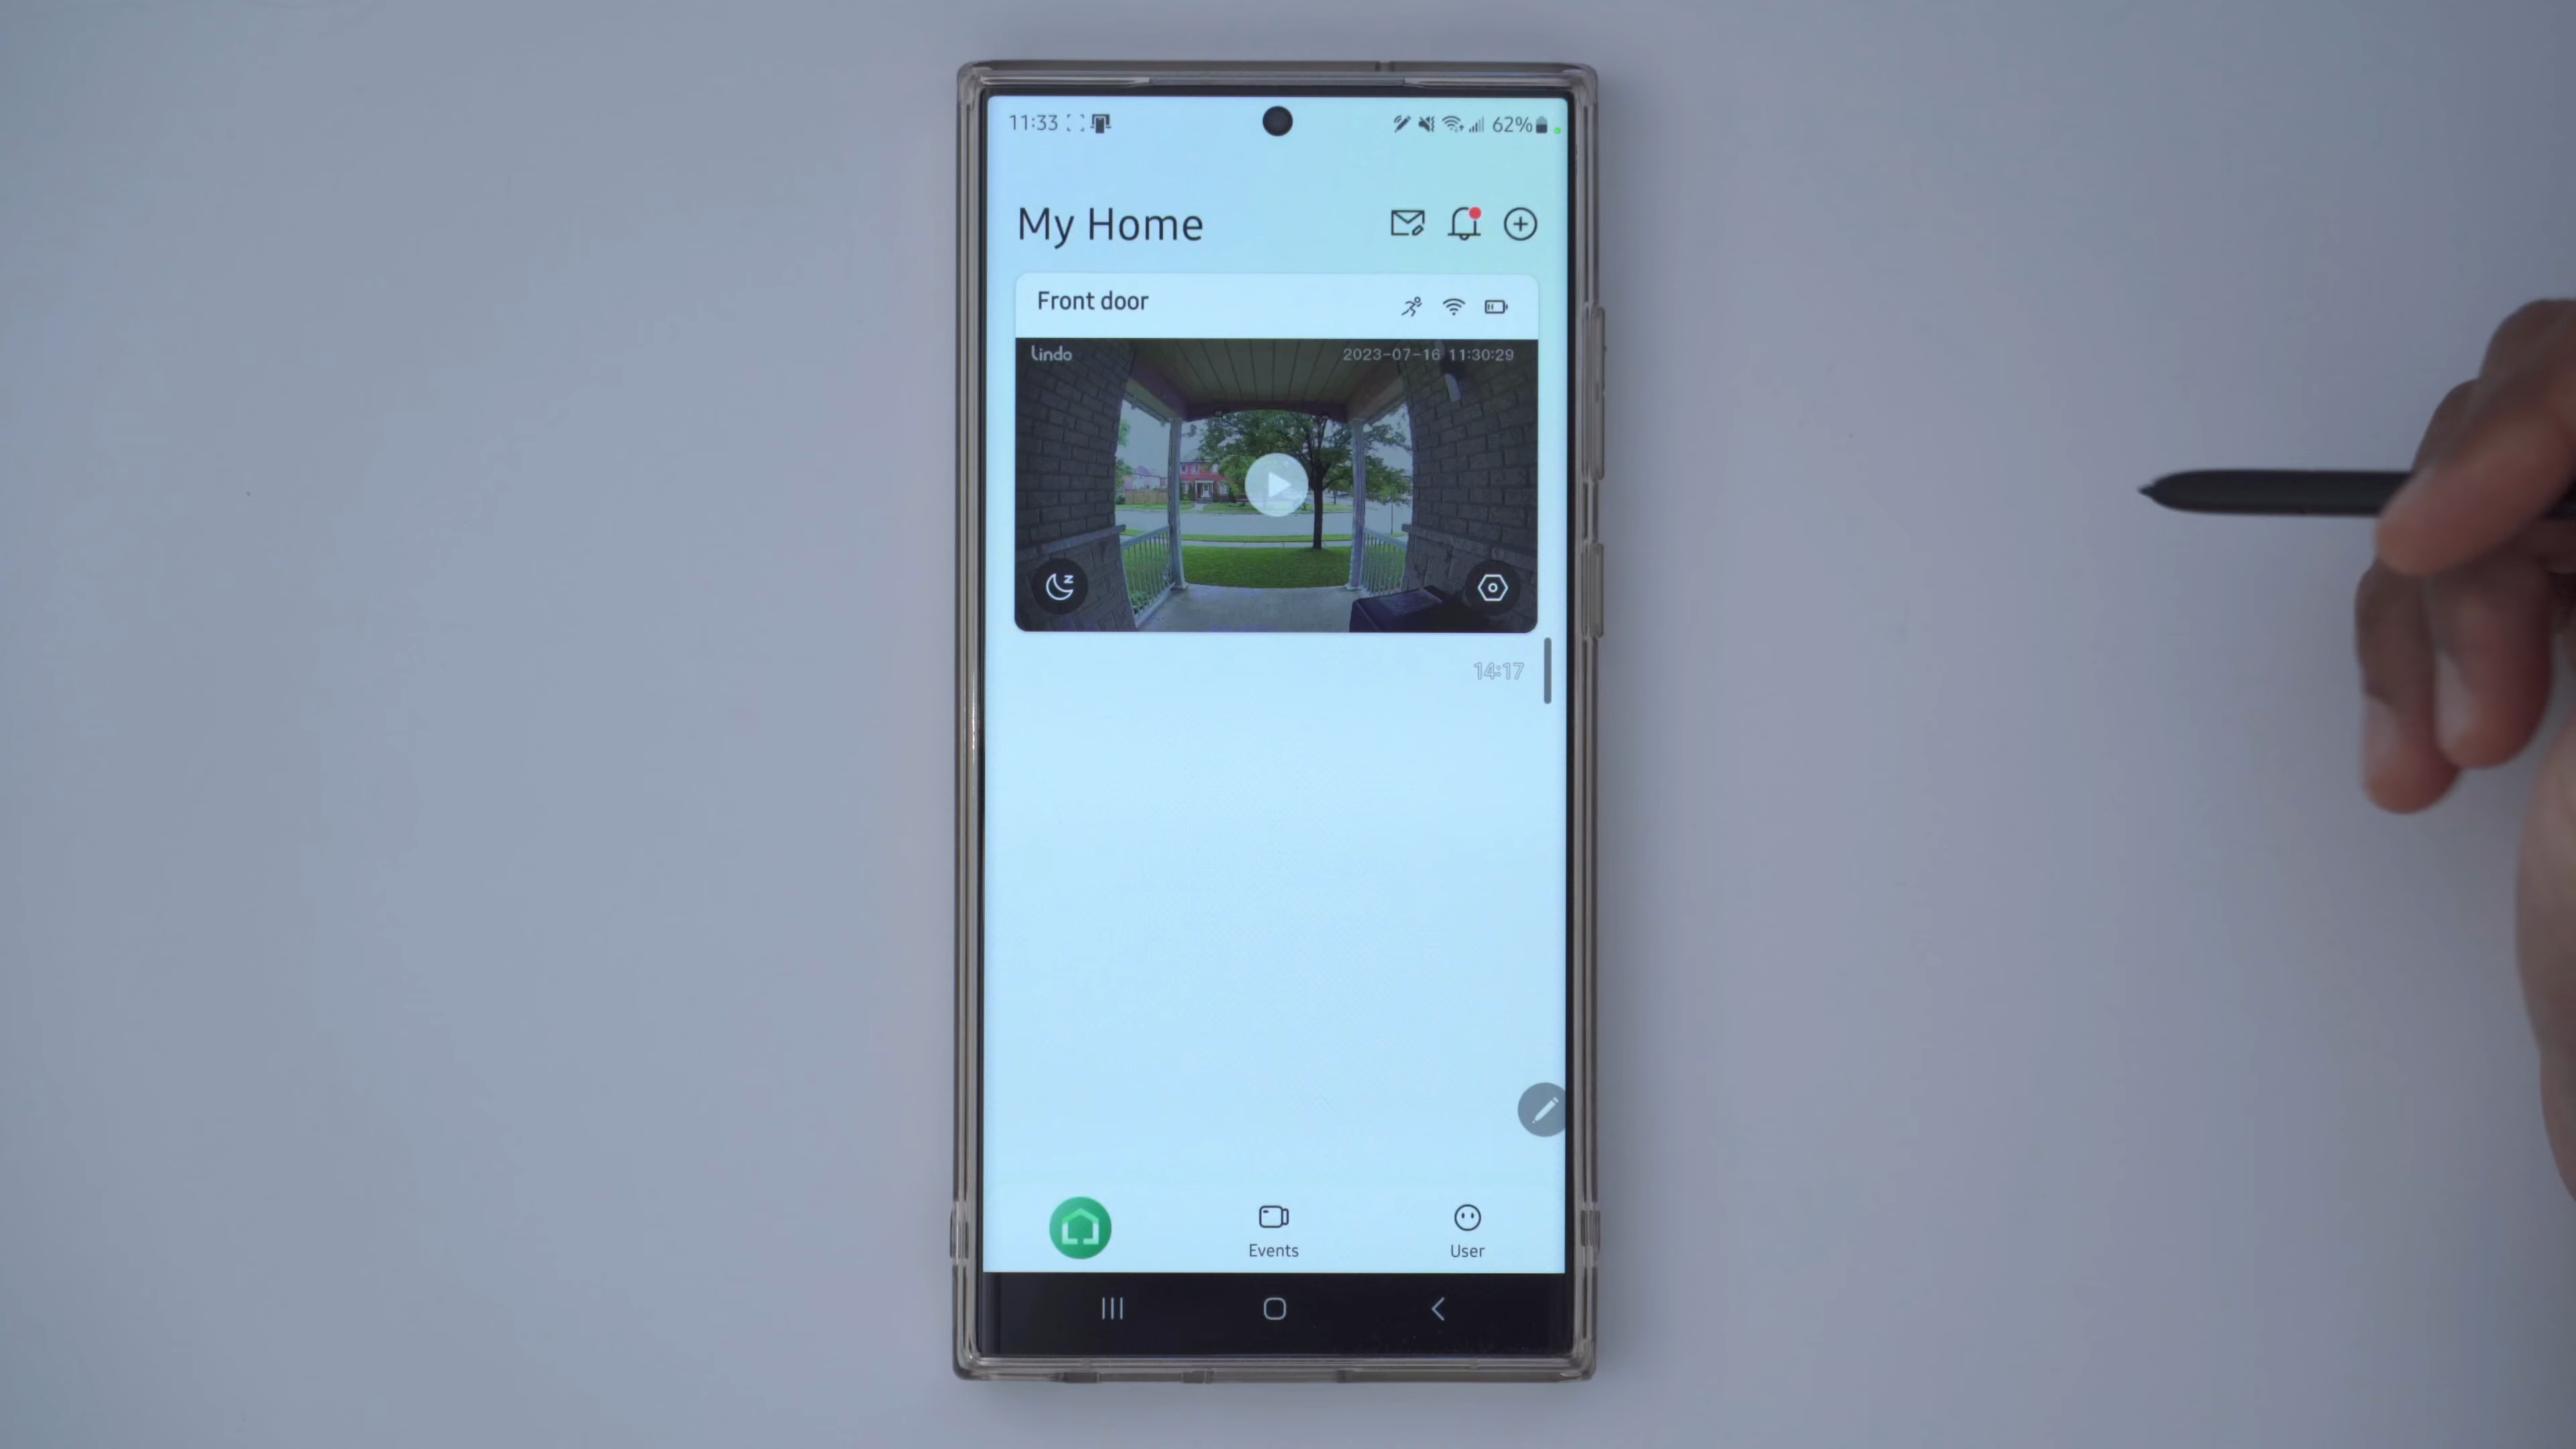 11:33 62%
My Home
Front door
lindo 2023-07-16 11:30:29
14:17
Events User